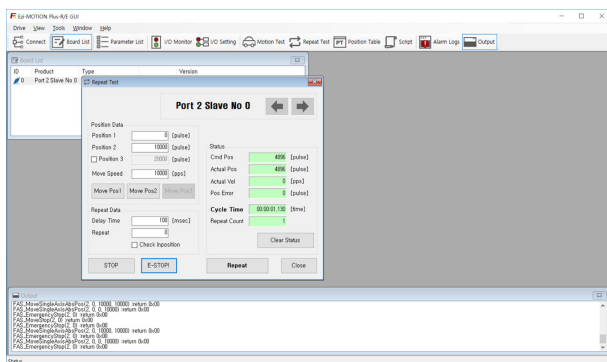 Ezi-MOTION Plus-R/E GUI
Drive View Tools Window Help
Connect Board List Parameter List I/O Monitor I/O Setting Motion Test Repeat Test PT Position Table Script Alarm Logs Output
Board List
ID Product Type Version
0 Port 2 Slave No 0
Repeat Test
Port 2 Slave No 0
Position Data
Position 1 0 [pulse]
Position 2 10000 [pulse]
Position 3 20000 [pulse]
Move Speed 10000 [pps]
Move Pos1 Move Pos2 Move Pos3
Repeat Data
Delay Time 100 [msec]
Repeat 0
Check Inposition
Status
Cmd Pos 4896 [pulse]
Actual Pos 4896 [pulse]
Actual Vel 0 [pps]
Pos Error 0 [pulse]
Cycle Time 00:00:01.130 [time]
Repeat Count 1
Clear Status
STOP E-STOP! Repeat Close
Output
FAS_MoveSingleAxisAbsPos(2, 0, 10000, 10000) :return 0x00
FAS_MoveSingleAxisAbsPos(2, 0, 0, 10000) :return 0x00
FAS_EmergencyStop(2, 0) :return 0x00
FAS_MoveStop(2, 0) :return 0x00
FAS_EmergencyStop(2, 0) :return 0x00
FAS_MoveSingleAxisAbsPos(2, 0, 10000, 10000) :return 0x00
FAS_EmergencyStop(2, 0) :return 0x00
FAS_MoveSingleAxisAbsPos(2, 0, 0, 10000) :return 0x00
FAS_EmergencyStop(2, 0) :return 0x00
Status